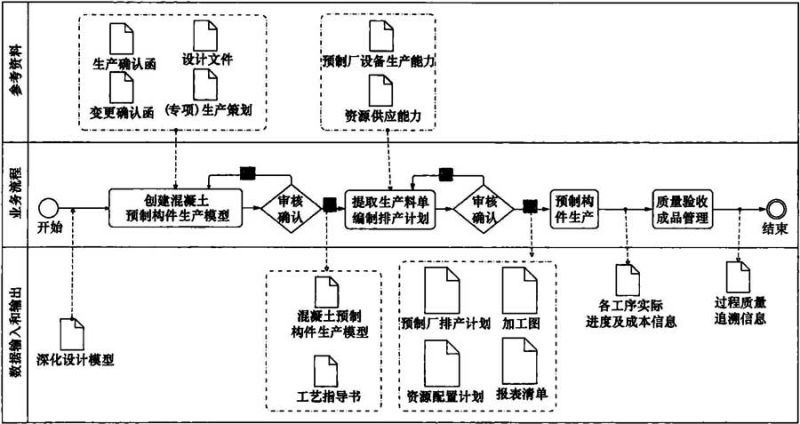 参考资料
生产确认函
设计文件
变更确认函
(专项)生产策划
预制厂设备生产能力
资源供应能力
业务流程
开始
创建混凝土
预制构件生产模型
审核
确认
提取生产料单
编制排产计划
审核
确认
预制构
件生产
质量验收
成品管理
结束
数据输入和输出
深化设计模型
混凝土预制
构件生产模型
工艺指导书
预制厂排产计划
加工图
资源配置计划
报表清单
各工序实际
进度及成本信息
过程质量
追溯信息